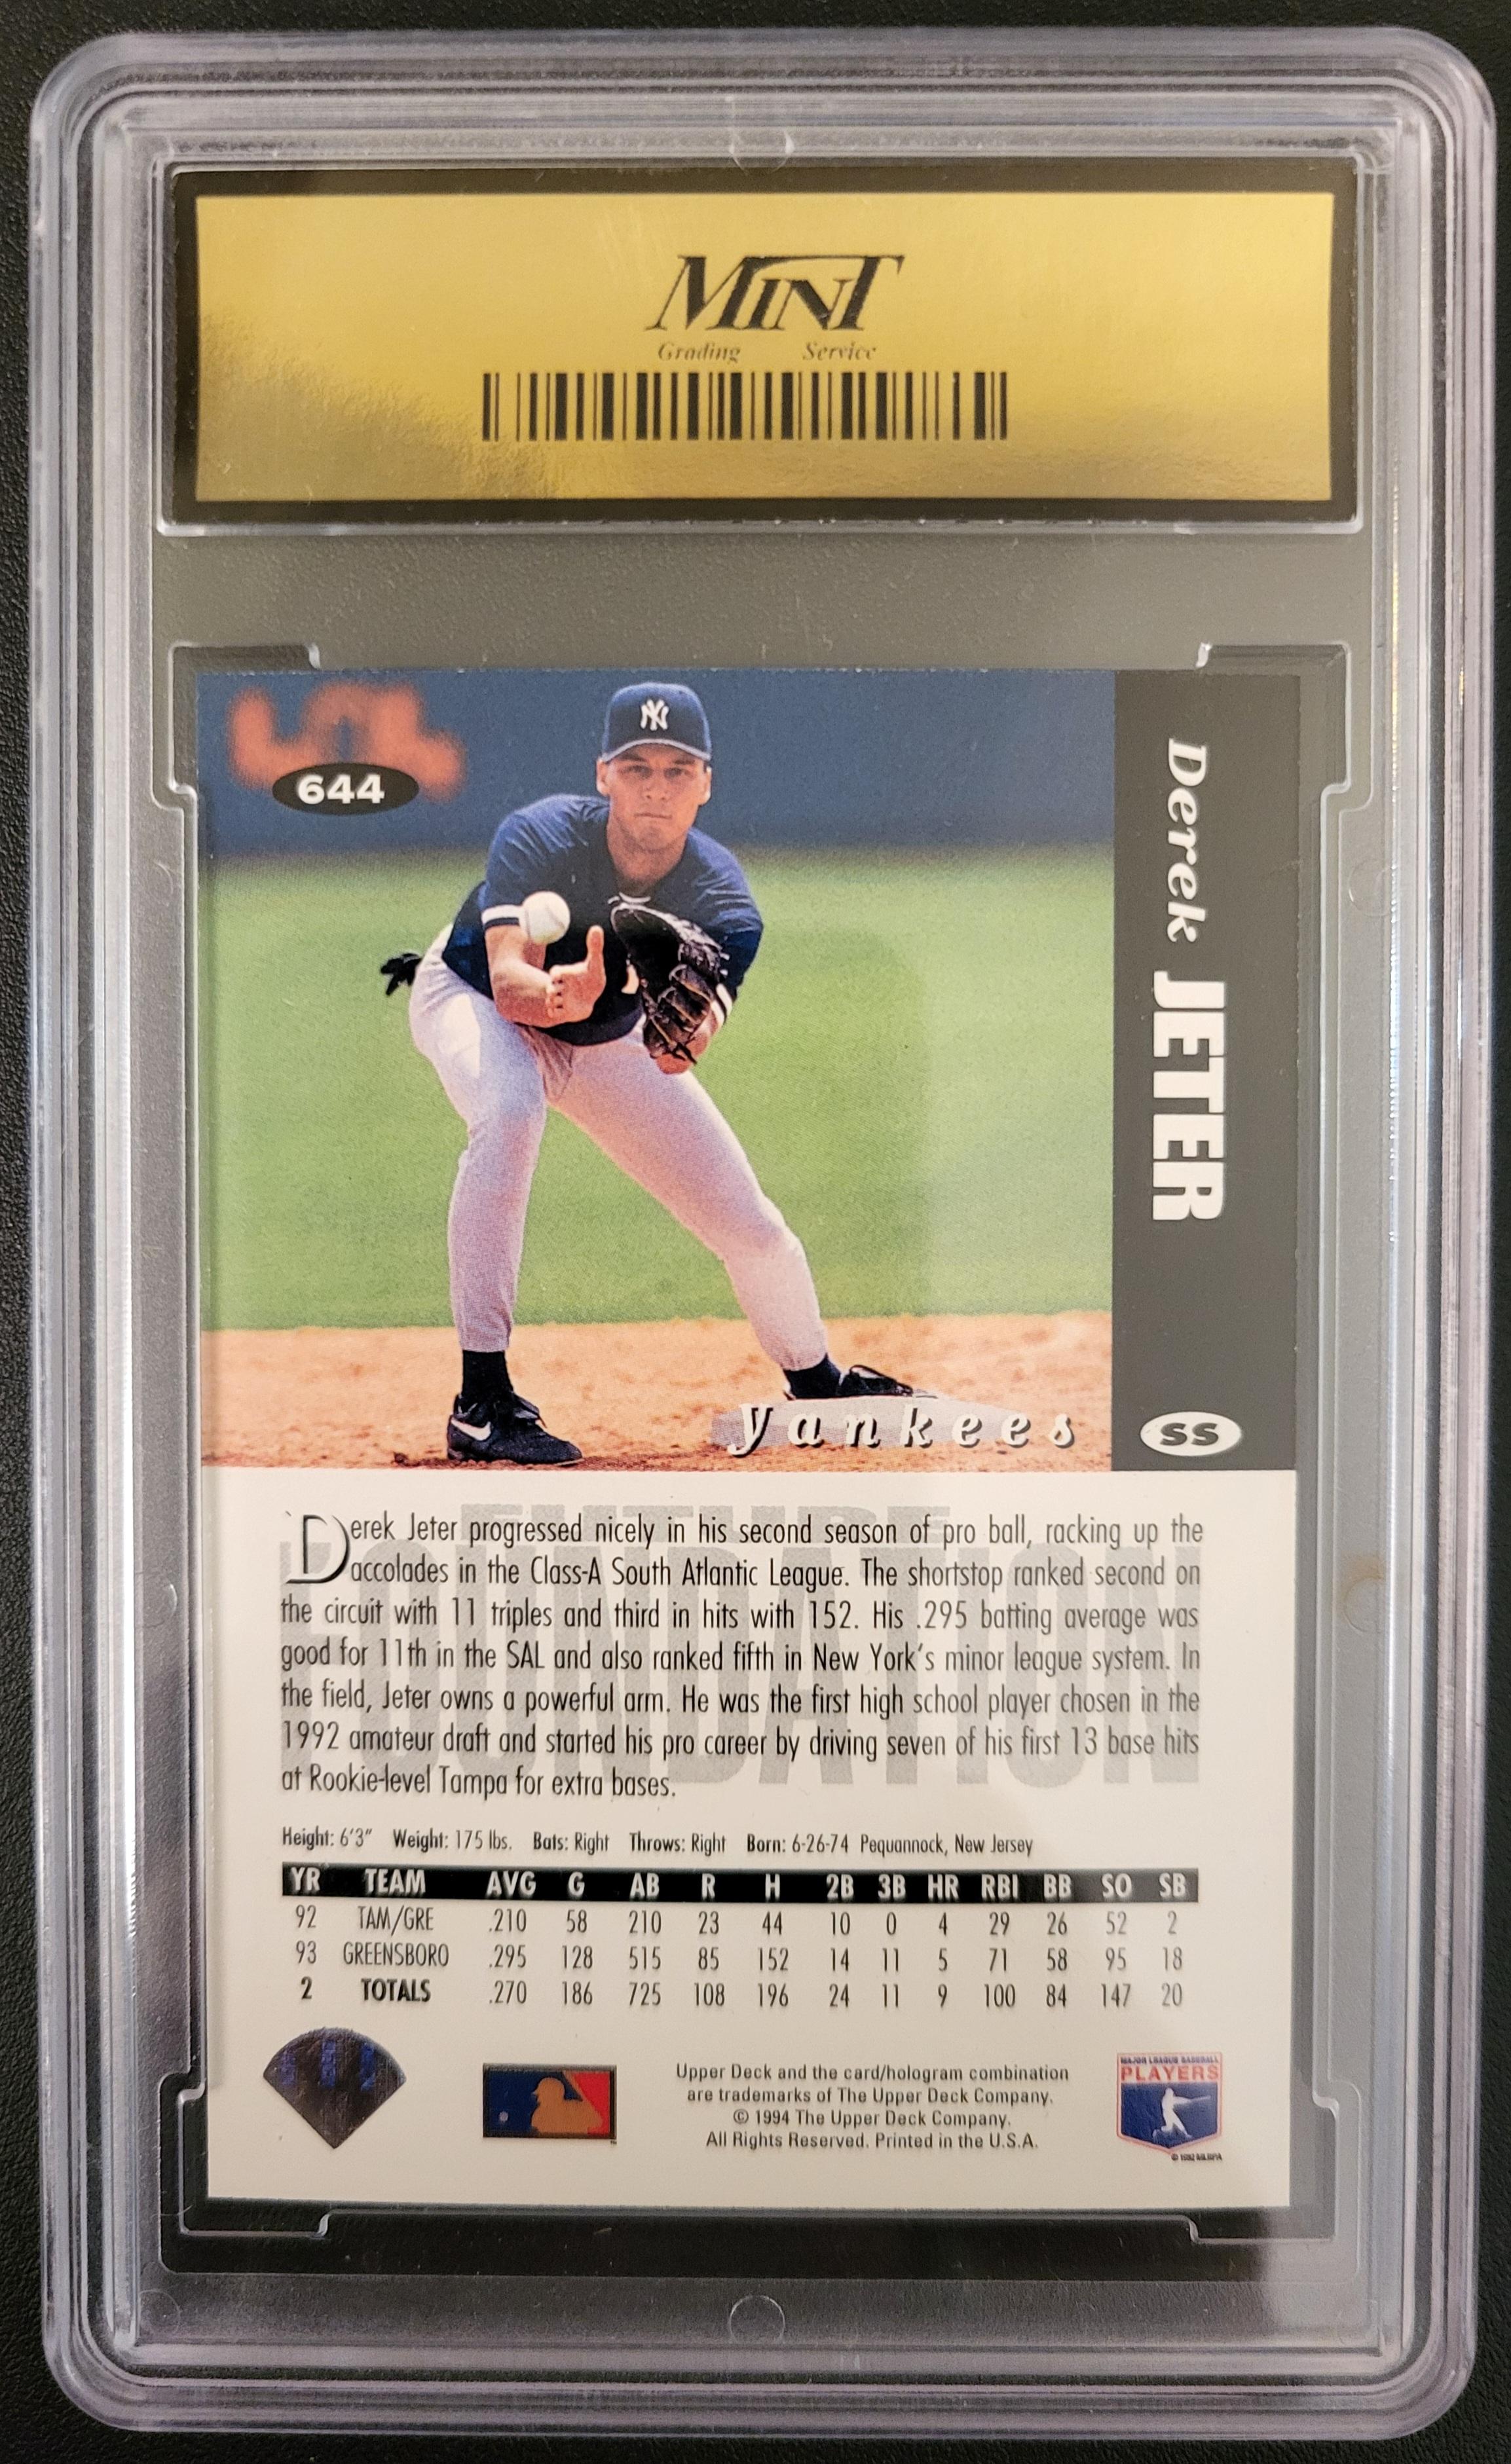 MINT
Grading Service
NY
644
Derek JETER
yankees
SS
FUTURE
FOUNDATION
Derek Jeter progressed nicely in his second season of pro ball, racking up the
accolades in the Class-A South Atlantic League. The shortstop ranked second on
the circuit with 11 triples and third in hits with 152. His .295 batting average was
good for 11th in the SAL and also ranked fifth in New York's minor league system. In
the field, Jeter owns a powerful arm. He was the first high school player chosen in the
1992 amateur draft and started his pro career by driving seven of his first 13 base hits
at Rookie-level Tampa for extra bases.
Height: 6'3" Weight: 175 lbs. Bats: Right Throws: Right Born: 6-26-74 Pequannock, New Jersey
YR TEAM AVG G AB R H 2B 3B HR RBI BB SO SB
92 TAM/GRE .210 58 210 23 44 10 0 4 29 26 52 2
93 GREENSBORO .295 128 515 85 152 14 11 5 71 58 95 18
2 TOTALS .270 186 725 108 196 24 11 9 100 84 147 20
Upper Deck and the card/hologram combination
are trademarks of The Upper Deck Company.
© 1994 The Upper Deck Company.
All Rights Reserved. Printed in the U.S.A.
MAJOR LEAGUE BASEBALL
PLAYERS